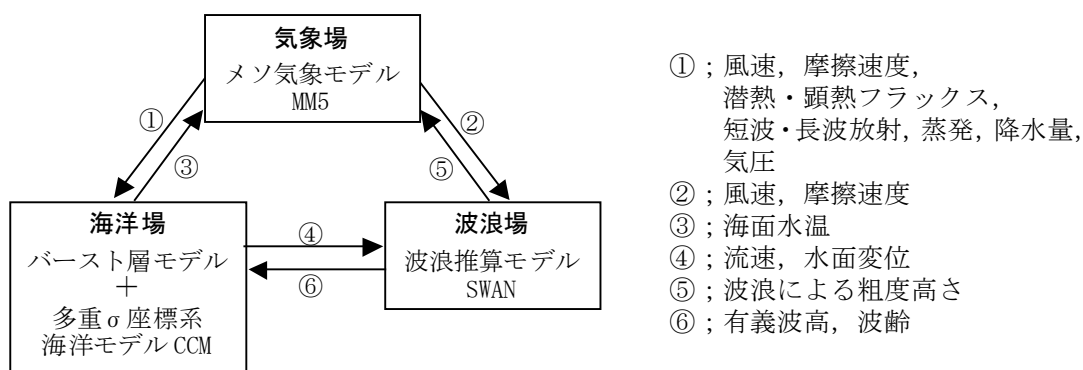 気象場
メソ気象モデル
MM5
①
③
②
⑤
海洋場
バースト層モデル
＋
多重σ座標系
海洋モデル CCM
④
⑥
波浪場
波浪推算モデル
SWAN
①；風速，摩擦速度，
潜熱・顕熱フラックス，
短波・長波放射，蒸発，降水量，
気圧
②；風速，摩擦速度
③；海面水温
④；流速，水面変位
⑤；波浪による粗度高さ
⑥；有義波高，波齢